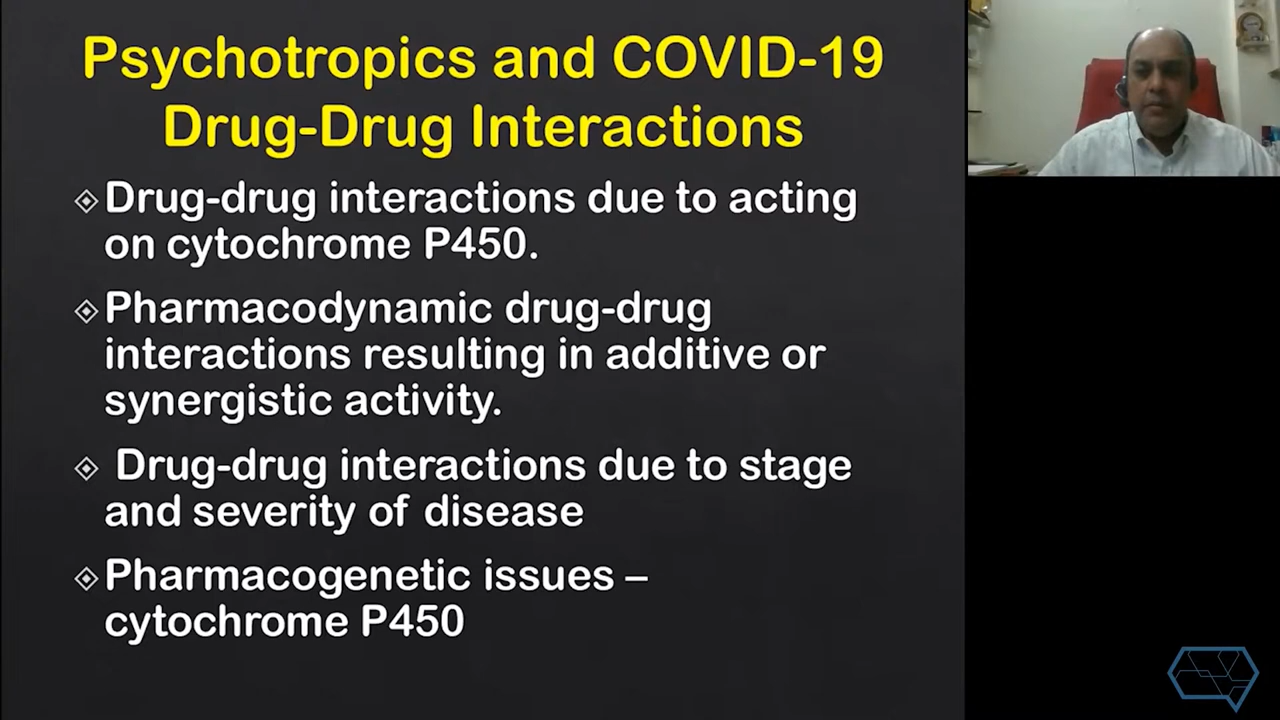 Psychotropics and COVID-19
Drug-Drug Interactions
Drug-drug interactions due to acting
on cytochrome P450.
Pharmacodynamic drug-drug
interactions resulting in additive or
synergistic activity.
Drug-drug interactions due to stage
and severity of disease
Pharmacogenetic issues –
cytochrome P450